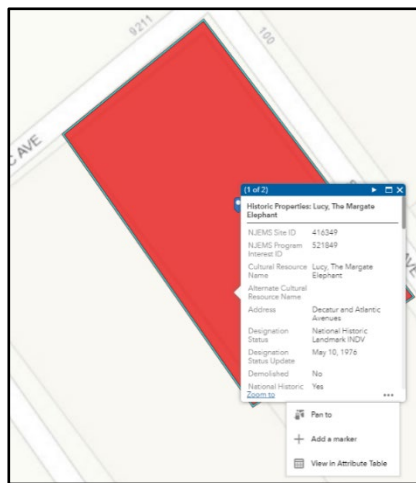 9211
100
C AVE
AVE
(1 of 2)
Historic Properties: Lucy, The Margate
Elephant
NJEMS Site ID 416349
NJEMS Program 521849
Interest ID
Cultural Resource Lucy, The Margate
Name Elephant
Alternate Cultural
Resource Name
Address Decatur and Atlantic
Avenues
Designation National Historic
Status Landmark INDV
Designation May 10, 1976
Status Update
Demolished No
National Historic Yes
Zoom to
Pan to
Add a marker
View in Attribute Table